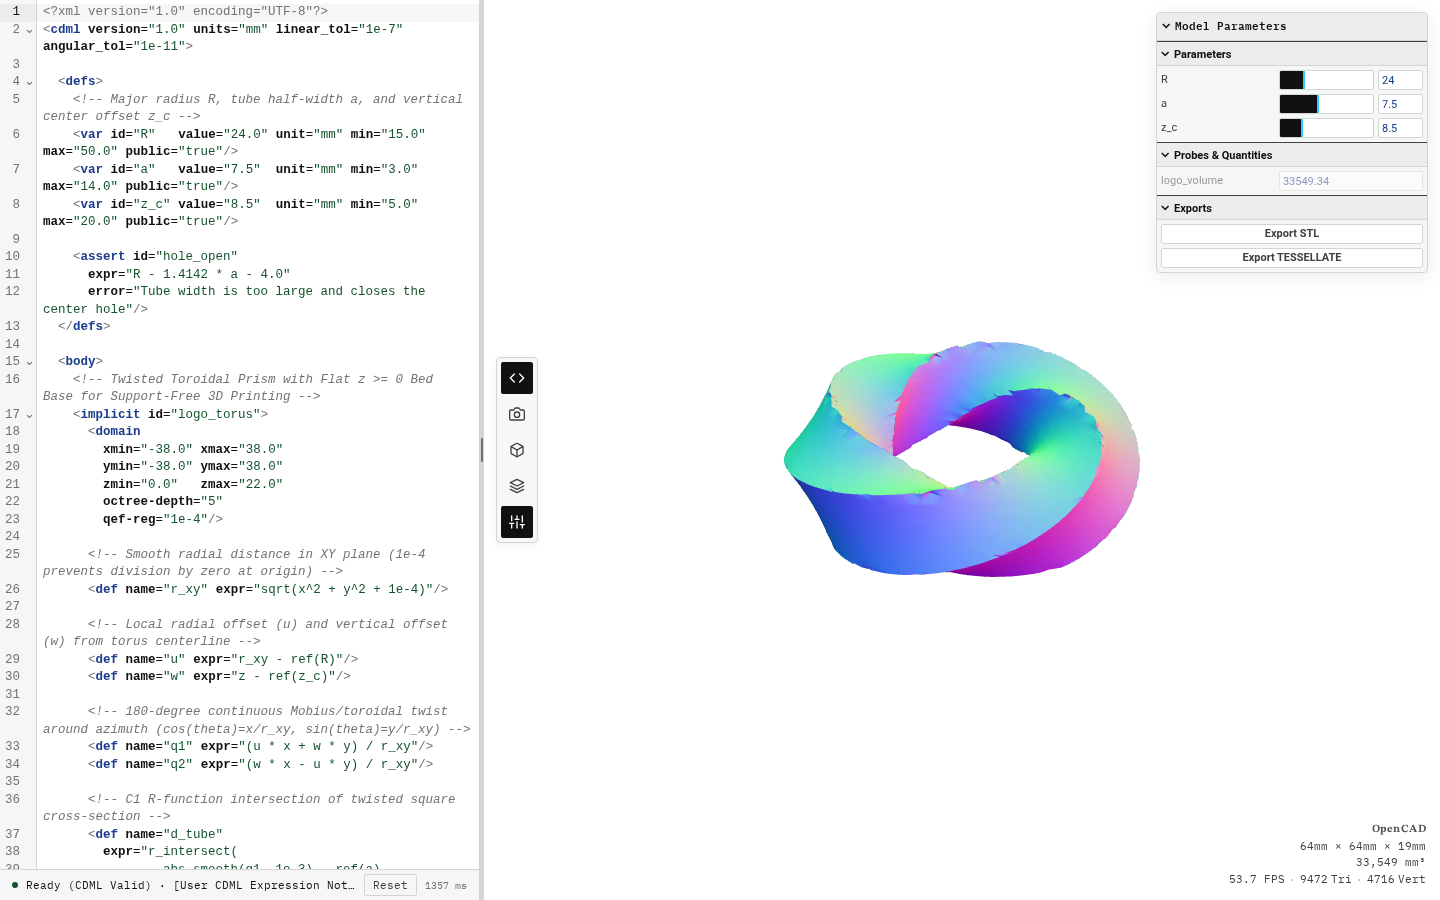 1 <?xml version="1.0" encoding="UTF-8"?>
2 <cdml version="1.0" units="mm" linear_tol="1e-7"
angular_tol="1e-11">
3
4 <defs>
5 <!-- Major radius R, tube half-width a, and vertical
center offset z_c -->
6 <var id="R" value="24.0" unit="mm" min="15.0"
max="50.0" public="true"/>
7 <var id="a" value="7.5" unit="mm" min="3.0"
max="14.0" public="true"/>
8 <var id="z_c" value="8.5" unit="mm" min="5.0"
max="20.0" public="true"/>
9
10 <assert id="hole_open"
11 expr="R - 1.4142 * a - 4.0"
12 error="Tube width is too large and closes the
center hole"/>
13 </defs>
14
15 <body>
16 <!-- Twisted Toroidal Prism with Flat z >= 0 Bed
Base for Support-Free 3D Printing -->
17 <implicit id="logo_torus">
18 <domain
19 xmin="-38.0" xmax="38.0"
20 ymin="-38.0" ymax="38.0"
21 zmin="0.0" zmax="22.0"
22 octree-depth="5"
23 qef-reg="1e-4"/>
24
25 <!-- Smooth radial distance in XY plane (1e-4
prevents division by zero at origin) -->
26 <def name="r_xy" expr="sqrt(x^2 + y^2 + 1e-4)"/>
27
28 <!-- Local radial offset (u) and vertical offset
(w) from torus centerline -->
29 <def name="u" expr="r_xy - ref(R)"/>
30 <def name="w" expr="z - ref(z_c)"/>
31
32 <!-- 180-degree continuous Mobius/toroidal twist
around azimuth (cos(theta)=x/r_xy, sin(theta)=y/r_xy) -->
33 <def name="q1" expr="(u * x + w * y) / r_xy"/>
34 <def name="q2" expr="(w * x - u * y) / r_xy"/>
35
36 <!-- C1 R-function intersection of twisted square
cross-section -->
37 <def name="d_tube"
38 expr="r_intersect(
39 abs_smooth(q1, 1e-3) - ref(a),
Ready (CDML Valid) · [User CDML Expression Not…
Reset
1357 ms
Model Parameters
Parameters
R 24
a 7.5
z_c 8.5
Probes & Quantities
logo_volume 33549.34
Exports
Export STL
Export TESSELLATE
OpenCAD
64mm × 64mm × 19mm
33,549 mm³
53.7 FPS · 9472 Tri · 4716 Vert